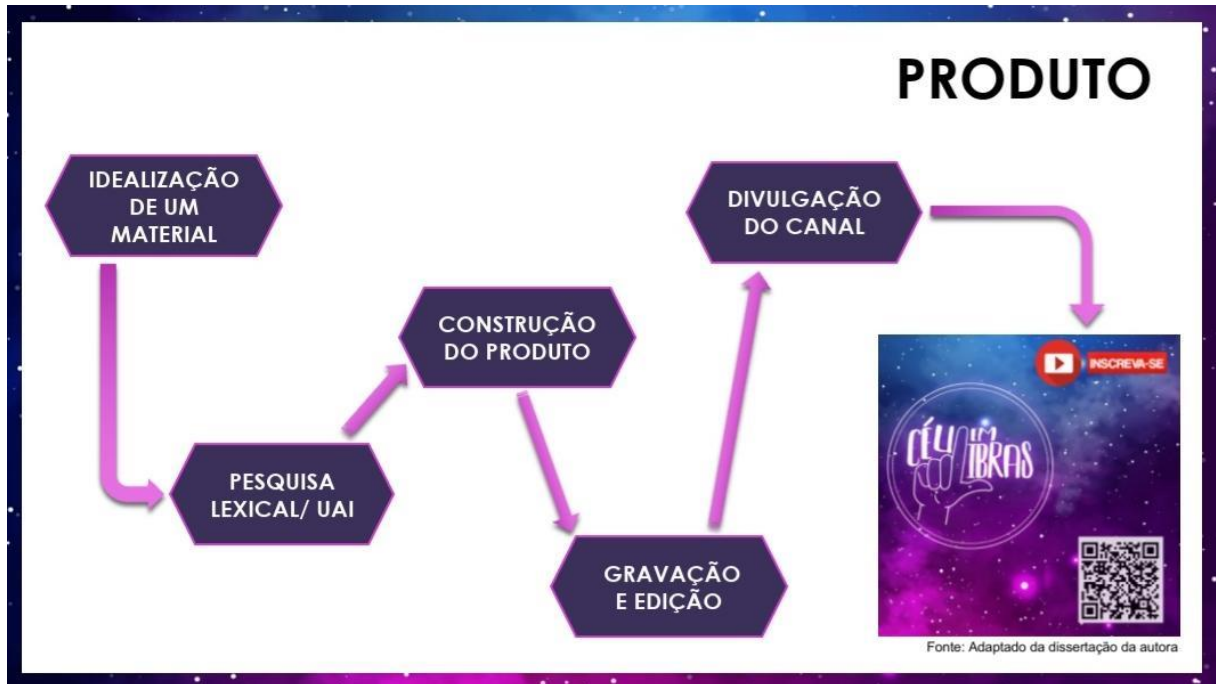 PRODUTO
IDEALIZAÇÃO
DE UM
MATERIAL
PESQUISA
LEXICAL/ UAI
CONSTRUÇÃO
DO PRODUTO
GRAVAÇÃO
E EDIÇÃO
DIVULGAÇÃO
DO CANAL
INSCREVA-SE
CÉU EM
LIBRAS
Fonte: Adaptado da dissertação da autora